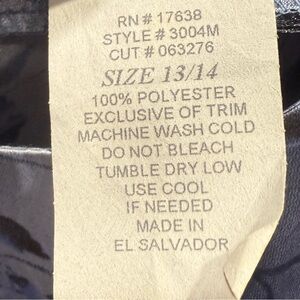 RN # 17638
STYLE # 3004M
CUT # 063276
SIZE 13/14
100% POLYESTER
EXCLUSIVE OF TRIM
MACHINE WASH COLD
DO NOT BLEACH
TUMBLE DRY LOW
USE COOL
IF NEEDED
MADE IN
EL SALVADOR